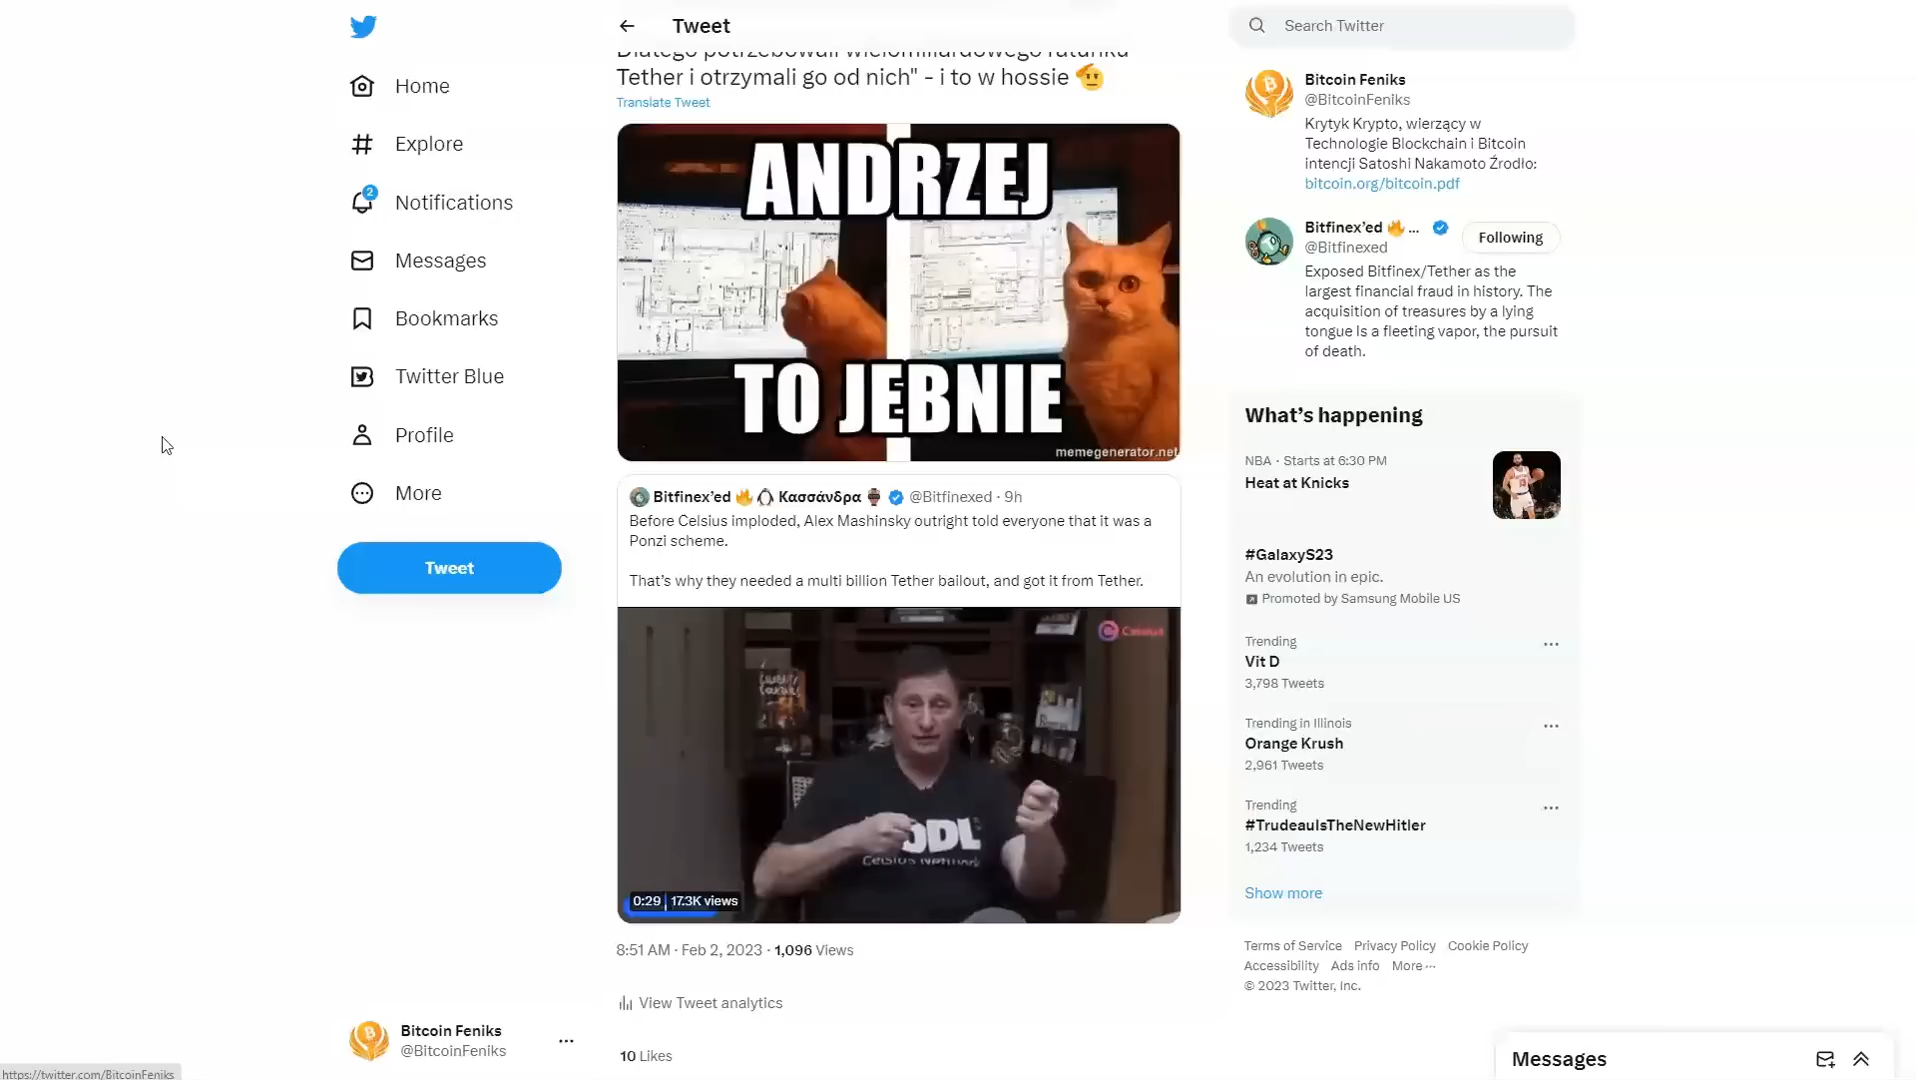 Tweet
Search Twitter
Home
Explore
2
Notifications
Messages
Bookmarks
Twitter Blue
Profile
More
Tweet
Bitcoin Feniks
@BitcoinFeniks
https://twitter.com/BitcoinFeniks
Dlatego potrzebowali wielomiliardowego ratunku
Tether i otrzymali go od nich" - i to w hossie 🫡
Translate Tweet
ANDRZEJ
TO JEBNIE
memegenerator.net
Bitfinex’ed 🔥🐧 Κασσάνδρα 🏺 @Bitfinexed · 9h
Before Celsius imploded, Alex Mashinsky outright told everyone that it was a
Ponzi scheme.
That’s why they needed a multi billion Tether bailout, and got it from Tether.
Celsius
HODL
Celsius Network
0:29 | 17.3K views
8:51 AM · Feb 2, 2023 · 1,096 Views
View Tweet analytics
10 Likes
Bitcoin Feniks
@BitcoinFeniks
Krytyk Krypto, wierzący w
Technologie Blockchain i Bitcoin
intencji Satoshi Nakamoto Źrodło:
bitcoin.org/bitcoin.pdf
Bitfinex’ed 🔥...
Following
@Bitfinexed
Exposed Bitfinex/Tether as the
largest financial fraud in history. The
acquisition of treasures by a lying
tongue Is a fleeting vapor, the pursuit
of death.
What’s happening
NBA · Starts at 6:30 PM
Heat at Knicks
#GalaxyS23
An evolution in epic.
Promoted by Samsung Mobile US
Trending
Vit D
3,798 Tweets
Trending in Illinois
Orange Krush
2,961 Tweets
Trending
#TrudeauIsTheNewHitler
1,234 Tweets
Show more
Terms of Service Privacy Policy Cookie Policy
Accessibility Ads info More ···
© 2023 Twitter, Inc.
Messages